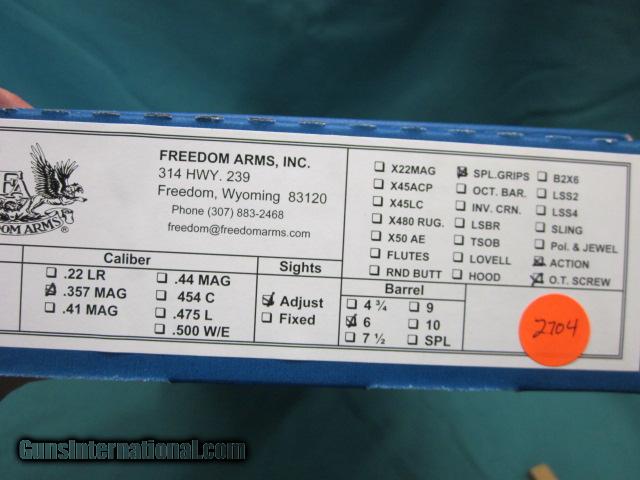 FREEDOM ARMS, INC.
314 HWY. 239
Freedom, Wyoming 83120
Phone (307) 883-2468
freedom@freedomarms.com
FA
DOM ARMS®
☐ X22MAG
☐ X45ACP
☐ X45LC
☐ X480 RUG.
☐ X50 AE
☐ FLUTES
☐ RND BUTT
☑ SPL.GRIPS
☐ OCT. BAR.
☐ INV. CRN.
☐ LSBR
☐ TSOB
☐ LOVELL
☐ HOOD
☐ B2X6
☐ LSS2
☐ LSS4
☐ SLING
☐ Pol. & JEWEL
☑ ACTION
☑ O.T. SCREW
Caliber
☐ .22 LR
☑ .357 MAG
☐ .41 MAG
☐ .44 MAG
☐ 454 C
☐ .475 L
☐ .500 W/E
Sights
☑ Adjust
☐ Fixed
Barrel
☐ 4 ¾
☑ 6
☐ 7 ½
☐ 9
☐ 10
☐ SPL
2704
GunsInternational.com